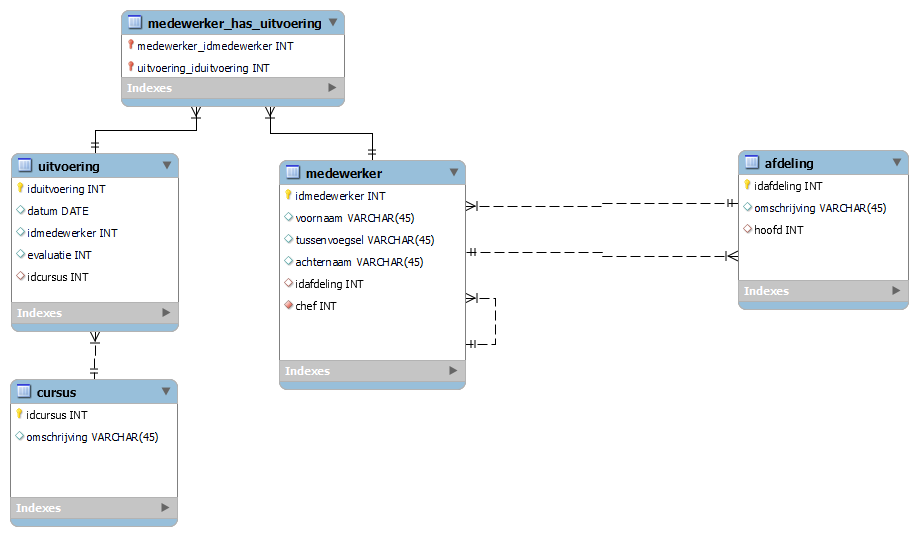 medewerker_has_uitvoering
medewerker_idmedewerker INT
uitvoering_iduitvoering INT
Indexes
uitvoering
iduitvoering INT
datum DATE
idmedewerker INT
evaluatie INT
idcursus INT
Indexes
medewerker
idmedewerker INT
voornaam VARCHAR(45)
tussenvoegsel VARCHAR(45)
achternaam VARCHAR(45)
idafdeling INT
chef INT
Indexes
afdeling
idafdeling INT
omschrijving VARCHAR(45)
hoofd INT
Indexes
cursus
idcursus INT
omschrijving VARCHAR(45)
Indexes